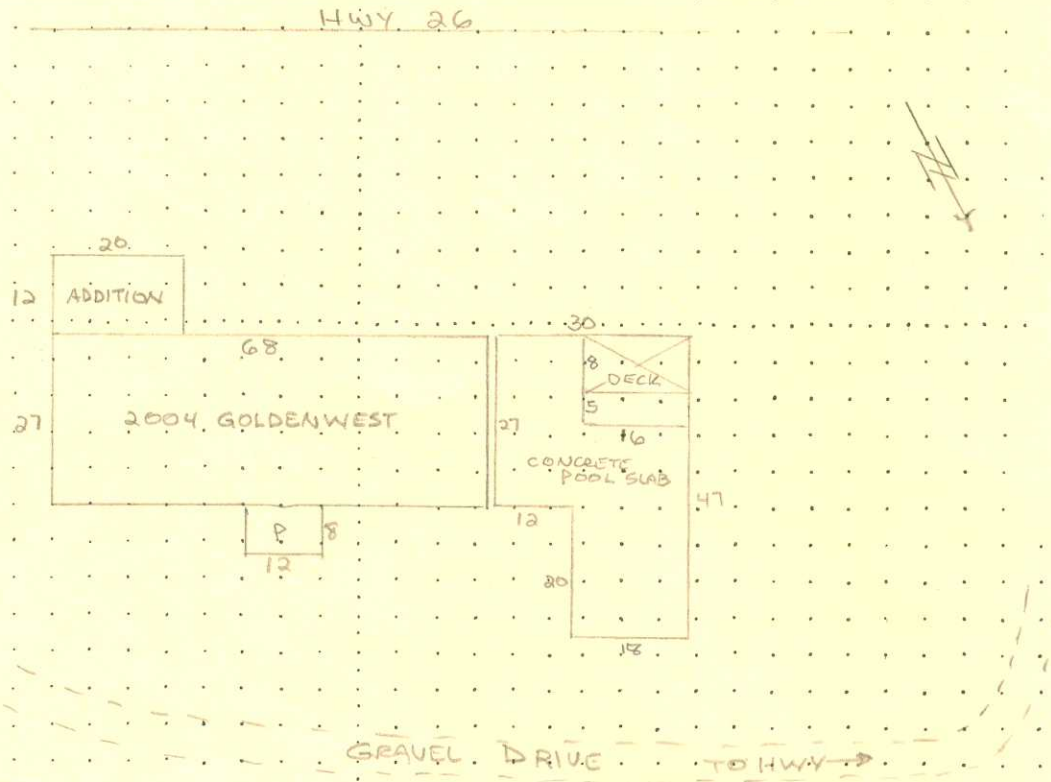 HWY. 26
20
12 ADDITION
30
68
8
DECK
5
27 2004 GOLDENWEST 27
16
CONCRETE
POOL SLAB
47
12
P 8
12
20
18
GRAVEL DRIVE TO HWY